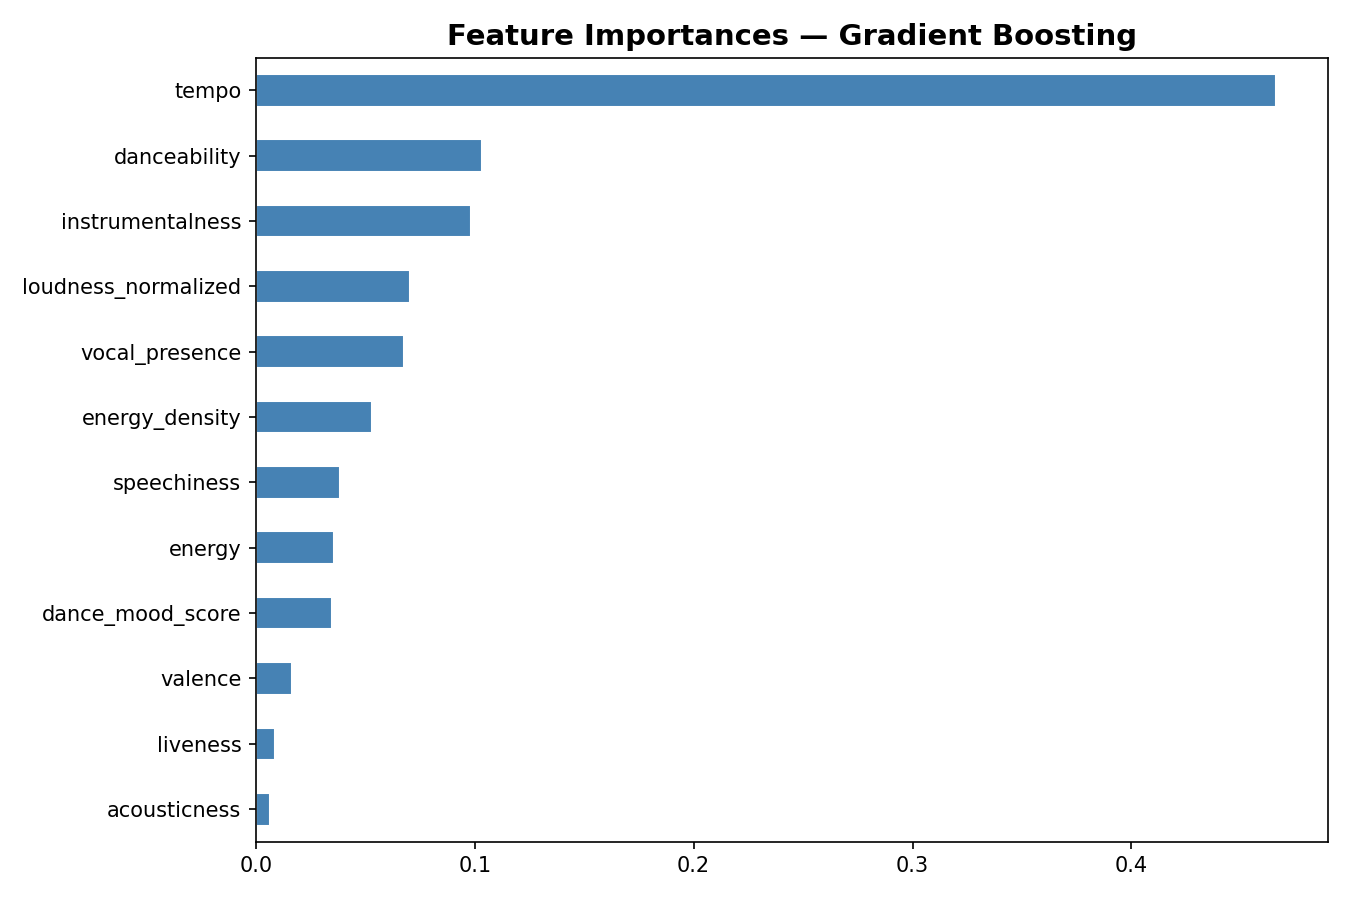 Feature Importances — Gradient Boosting
tempo
danceability
instrumentalness
loudness_normalized
vocal_presence
energy_density
speechiness
energy
dance_mood_score
valence
liveness
acousticness
0.0 0.1 0.2 0.3 0.4